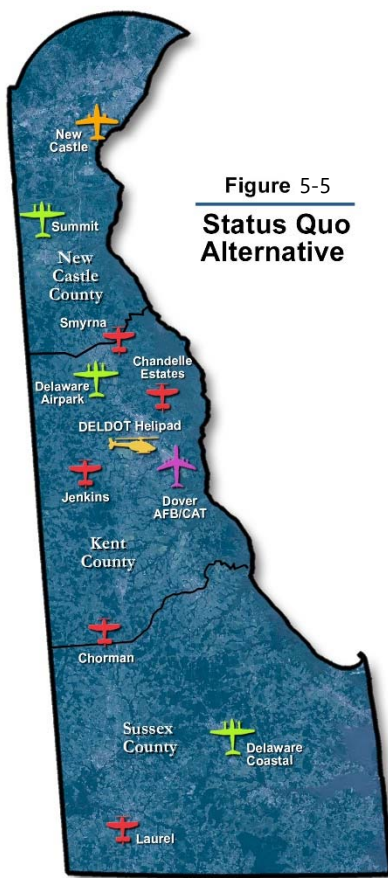 Figure 5-5
Status Quo
Alternative
New
Castle
Summit
New
Castle
County
Smyrna
Chandelle
Estates
Delaware
Airpark
DELDOT Helipad
Jenkins
Dover
AFB/CAT
Kent
County
Chorman
Sussex
County
Delaware
Coastal
Laurel